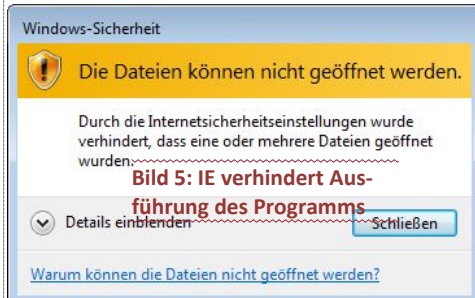 Windows-Sicherheit
Die Dateien können nicht geöffnet werden.
Durch die Internetsicherheitseinstellungen wurde
verhindert, dass eine oder mehrere Dateien geöffnet
wurden.
Bild 5: IE verhindert Aus-
führung des Programms
Details einblenden
Schließen
Warum können die Dateien nicht geöffnet werden?